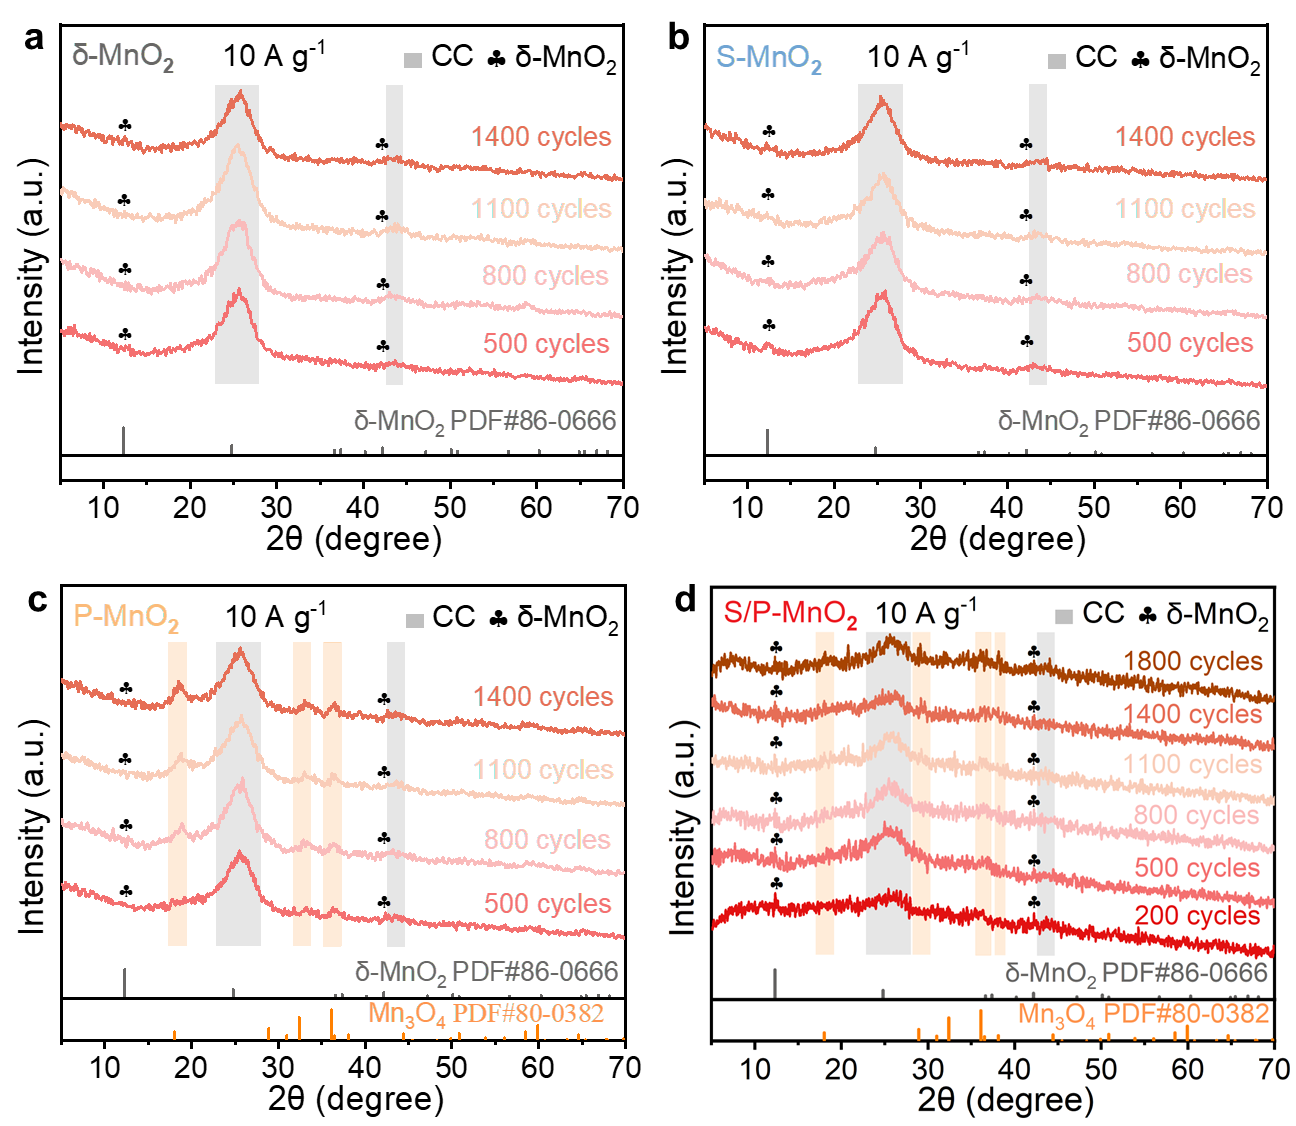 a
δ-MnO₂ 10 A g⁻¹ CC ♣ δ-MnO₂
1400 cycles
1100 cycles
800 cycles
500 cycles
δ-MnO₂ PDF#86-0666
Intensity (a.u.)
10 20 30 40 50 60 70
2θ (degree)
b
S-MnO₂ 10 A g⁻¹ CC ♣ δ-MnO₂
1400 cycles
1100 cycles
800 cycles
500 cycles
δ-MnO₂ PDF#86-0666
Intensity (a.u.)
10 20 30 40 50 60 70
2θ (degree)
c
P-MnO₂ 10 A g⁻¹ CC ♣ δ-MnO₂
1400 cycles
1100 cycles
800 cycles
500 cycles
δ-MnO₂ PDF#86-0666
Mn₃O₄ PDF#80-0382
Intensity (a.u.)
10 20 30 40 50 60 70
2θ (degree)
d
S/P-MnO₂ 10 A g⁻¹ CC ♣ δ-MnO₂
1800 cycles
1400 cycles
1100 cycles
800 cycles
500 cycles
200 cycles
δ-MnO₂ PDF#86-0666
Mn₃O₄ PDF#80-0382
Intensity (a.u.)
10 20 30 40 50 60 70
2θ (degree)